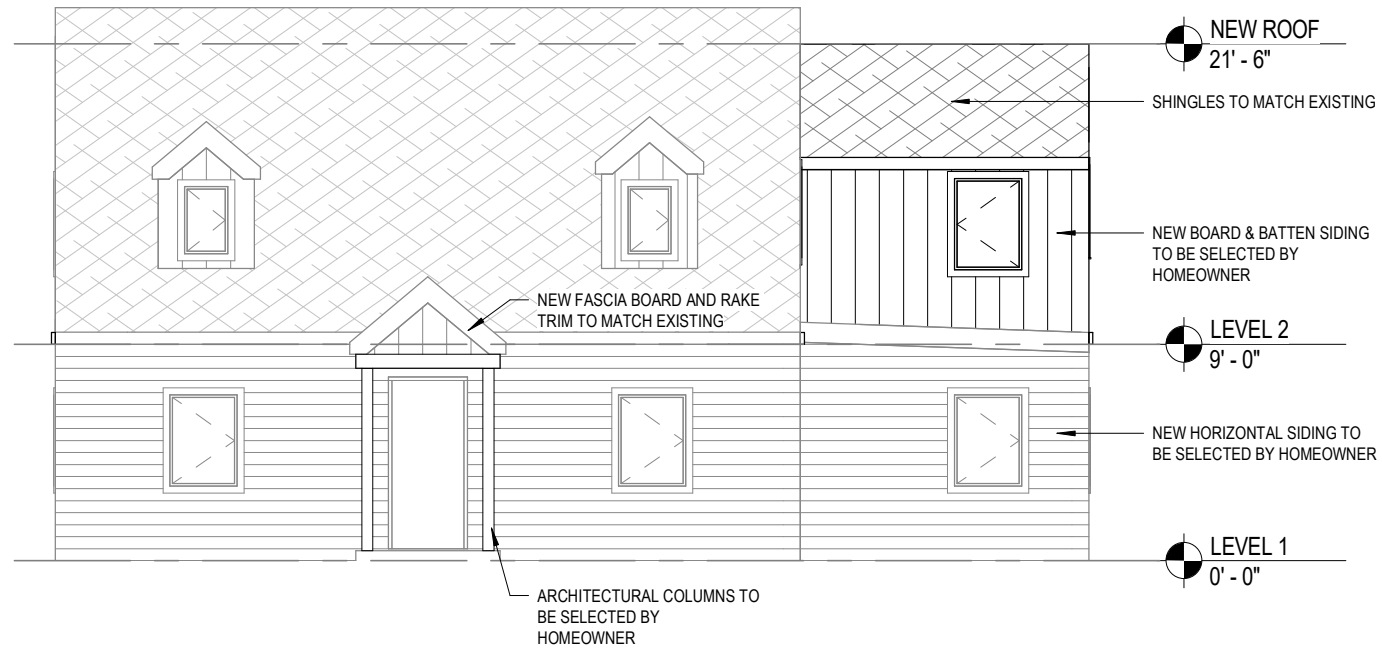 NEW ROOF
21' - 6"
SHINGLES TO MATCH EXISTING
NEW BOARD & BATTEN SIDING
TO BE SELECTED BY
HOMEOWNER
NEW FASCIA BOARD AND RAKE
TRIM TO MATCH EXISTING
LEVEL 2
9' - 0"
NEW HORIZONTAL SIDING TO
BE SELECTED BY HOMEOWNER
LEVEL 1
0' - 0"
ARCHITECTURAL COLUMNS TO
BE SELECTED BY
HOMEOWNER